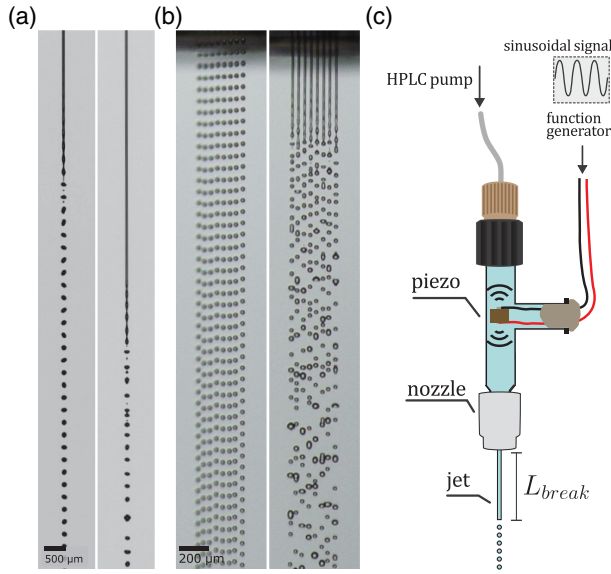 (a)
(b)
(c)
sinusoidal signal
HPLC pump
function
generator
piezo
nozzle
jet
L_break
500 µm
200 µm